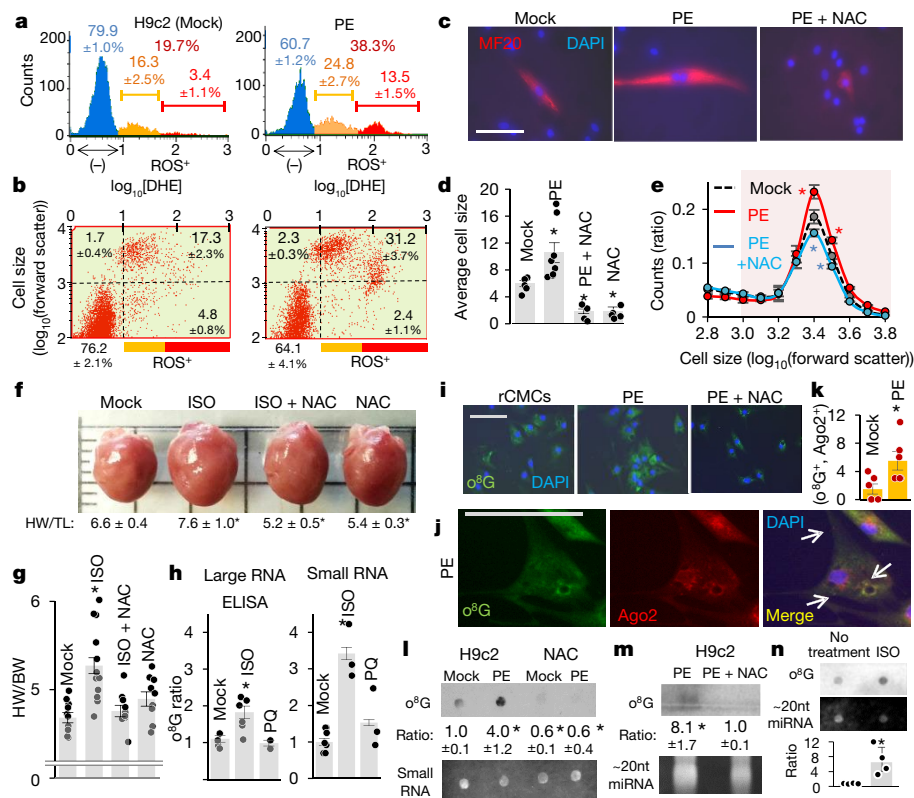 a
H9c2 (Mock)
79.9
±1.0%
19.7%
16.3
±2.5%
3.4
±1.1%
200
100
0
Counts
0 1 2 3
(–)
ROS+
log10[DHE]
PE
60.7
±1.2%
38.3%
24.8
±2.7%
13.5
±1.5%
200
100
0
0 1 2 3
(–)
ROS+
log10[DHE]
b
Cell size
(log10(forward scatter))
4
3
2
0 1 2 3
1.7
±0.4%
17.3
±2.3%
4.8
±0.8%
76.2
± 2.1%
ROS+
4
3
2
0 1 2 3
2.3
±0.3%
31.2
±3.7%
2.4
±1.1%
64.1
± 4.1%
ROS+
c
Mock PE PE + NAC
MF20 DAPI
d
Average cell size
20
16
12
8
4
0
Mock
PE
*
* PE + NAC
* NAC
e
Counts (ratio)
0.2
0.1
0
Mock
PE
PE
+NAC
*
*
*
*
2.8 3.0 3.2 3.4 3.6 3.8
Cell size (log10(forward scatter))
f
Mock ISO ISO + NAC NAC
HW/TL: 6.6 ± 0.4 7.6 ± 1.0* 5.2 ± 0.5* 5.4 ± 0.3*
g
HW/BW
6
5
0
Mock
* ISO
ISO + NAC
NAC
h
Large RNA
ELISA
o8G ratio
4
3
2
1
0
Mock
* ISO
PQ
Small RNA
4
3
2
1
0
Mock
*ISO
PQ
i
rCMCs PE PE + NAC
o8G DAPI
j
PE
o8G
Ago2
DAPI
Merge
k
(o8G+, Ago2+)
12
8
4
0
Mock
* PE
l
H9c2 NAC
Mock PE Mock PE
o8G
Ratio: 1.0 4.0 * 0.6 * 0.6 *
±0.1 ±1.2 ±0.1 ±0.4
Small
RNA
m
H9c2
PE PE + NAC
o8G
Ratio: 8.1 * 1.0
±1.7 ±0.1
~20nt
miRNA
n
No
treatment ISO
o8G
~20nt
miRNA
Ratio
12
8
4
0
*